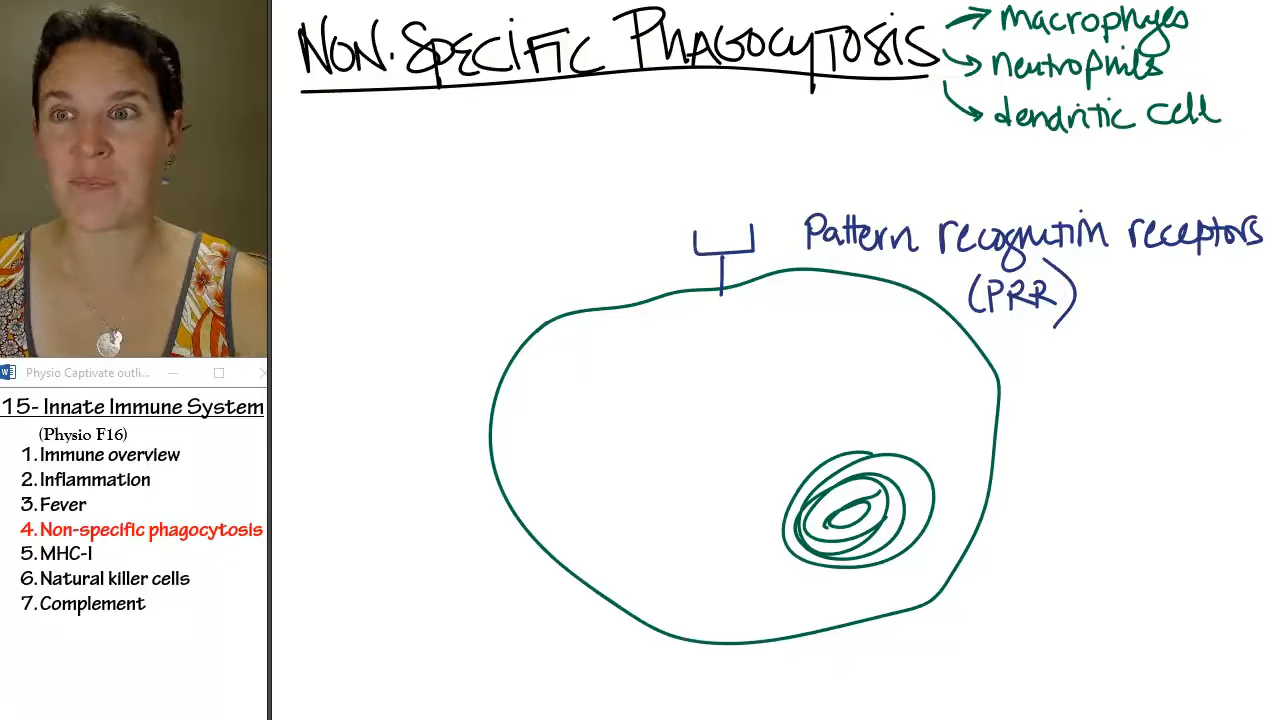 NON-SPECIFIC PHAGOCYTOSIS
macrophages
neutrophils
dendritic cell
Pattern recognition receptors
(PRR)
Physio Captivate outli...
15- Innate Immune System
(Physio F16)
1. Immune overview
2. Inflammation
3. Fever
4. Non-specific phagocytosis
5. MHC-I
6. Natural killer cells
7. Complement